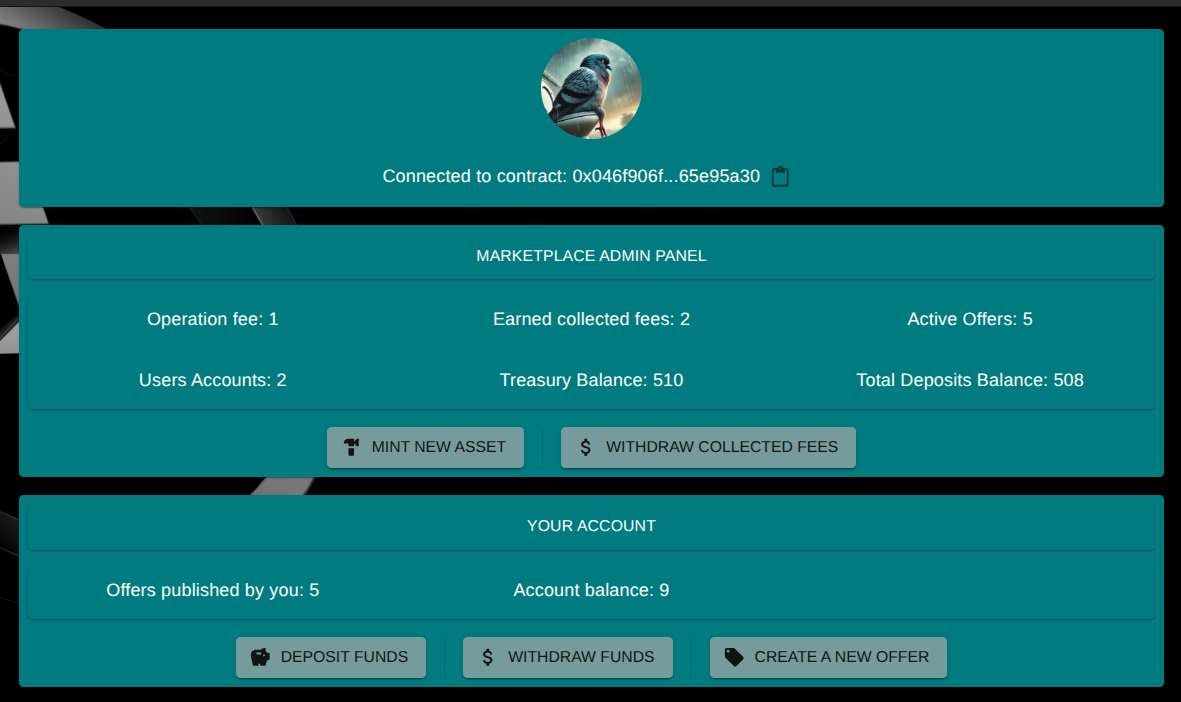 Connected to contract: 0x046f906f...65e95a30
MARKETPLACE ADMIN PANEL
Operation fee: 1
Earned collected fees: 2
Active Offers: 5
Users Accounts: 2
Treasury Balance: 510
Total Deposits Balance: 508
MINT NEW ASSET
WITHDRAW COLLECTED FEES
YOUR ACCOUNT
Offers published by you: 5
Account balance: 9
DEPOSIT FUNDS
WITHDRAW FUNDS
CREATE A NEW OFFER